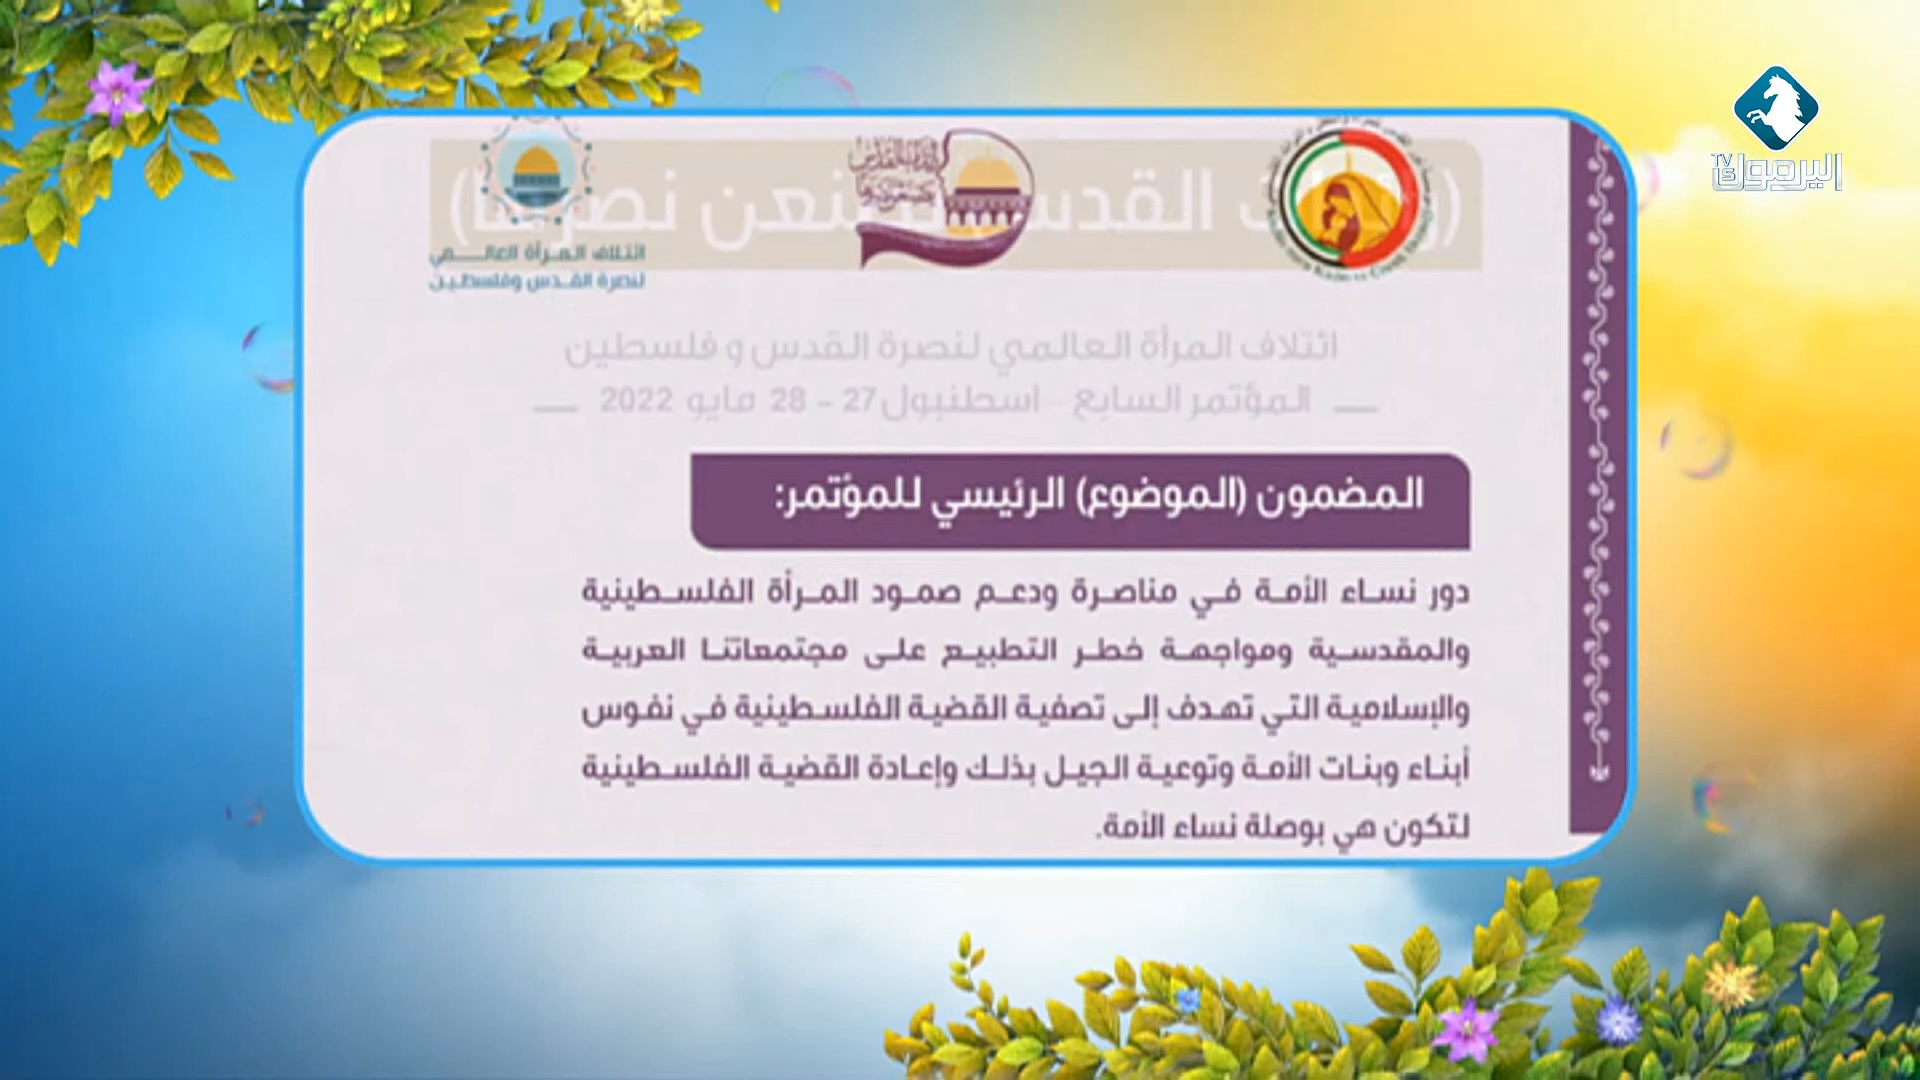 اليرموك
TV
ائتلاف المرأة العالمي
لنصرة القدس وفلسطين
القدس نصنعن
ائتلاف المرأة العالمي لنصرة القدس و فلسطين
المؤتمر السابع - اسطنبول 27 - 28 مايو 2022
المضمون (الموضوع) الرئيسي للمؤتمر:
دور نساء الأمة في مناصرة ودعم صمود المرأة الفلسطينية
والمقدسية ومواجهة خطر التطبيع على مجتمعاتنا العربية
والإسلامية التي تهدف إلى تصفية القضية الفلسطينية في نفوس
أبناء وبنات الأمة وتوعية الجيل بذلك وإعادة القضية الفلسطينية
لتكون هي بوصلة نساء الأمة.